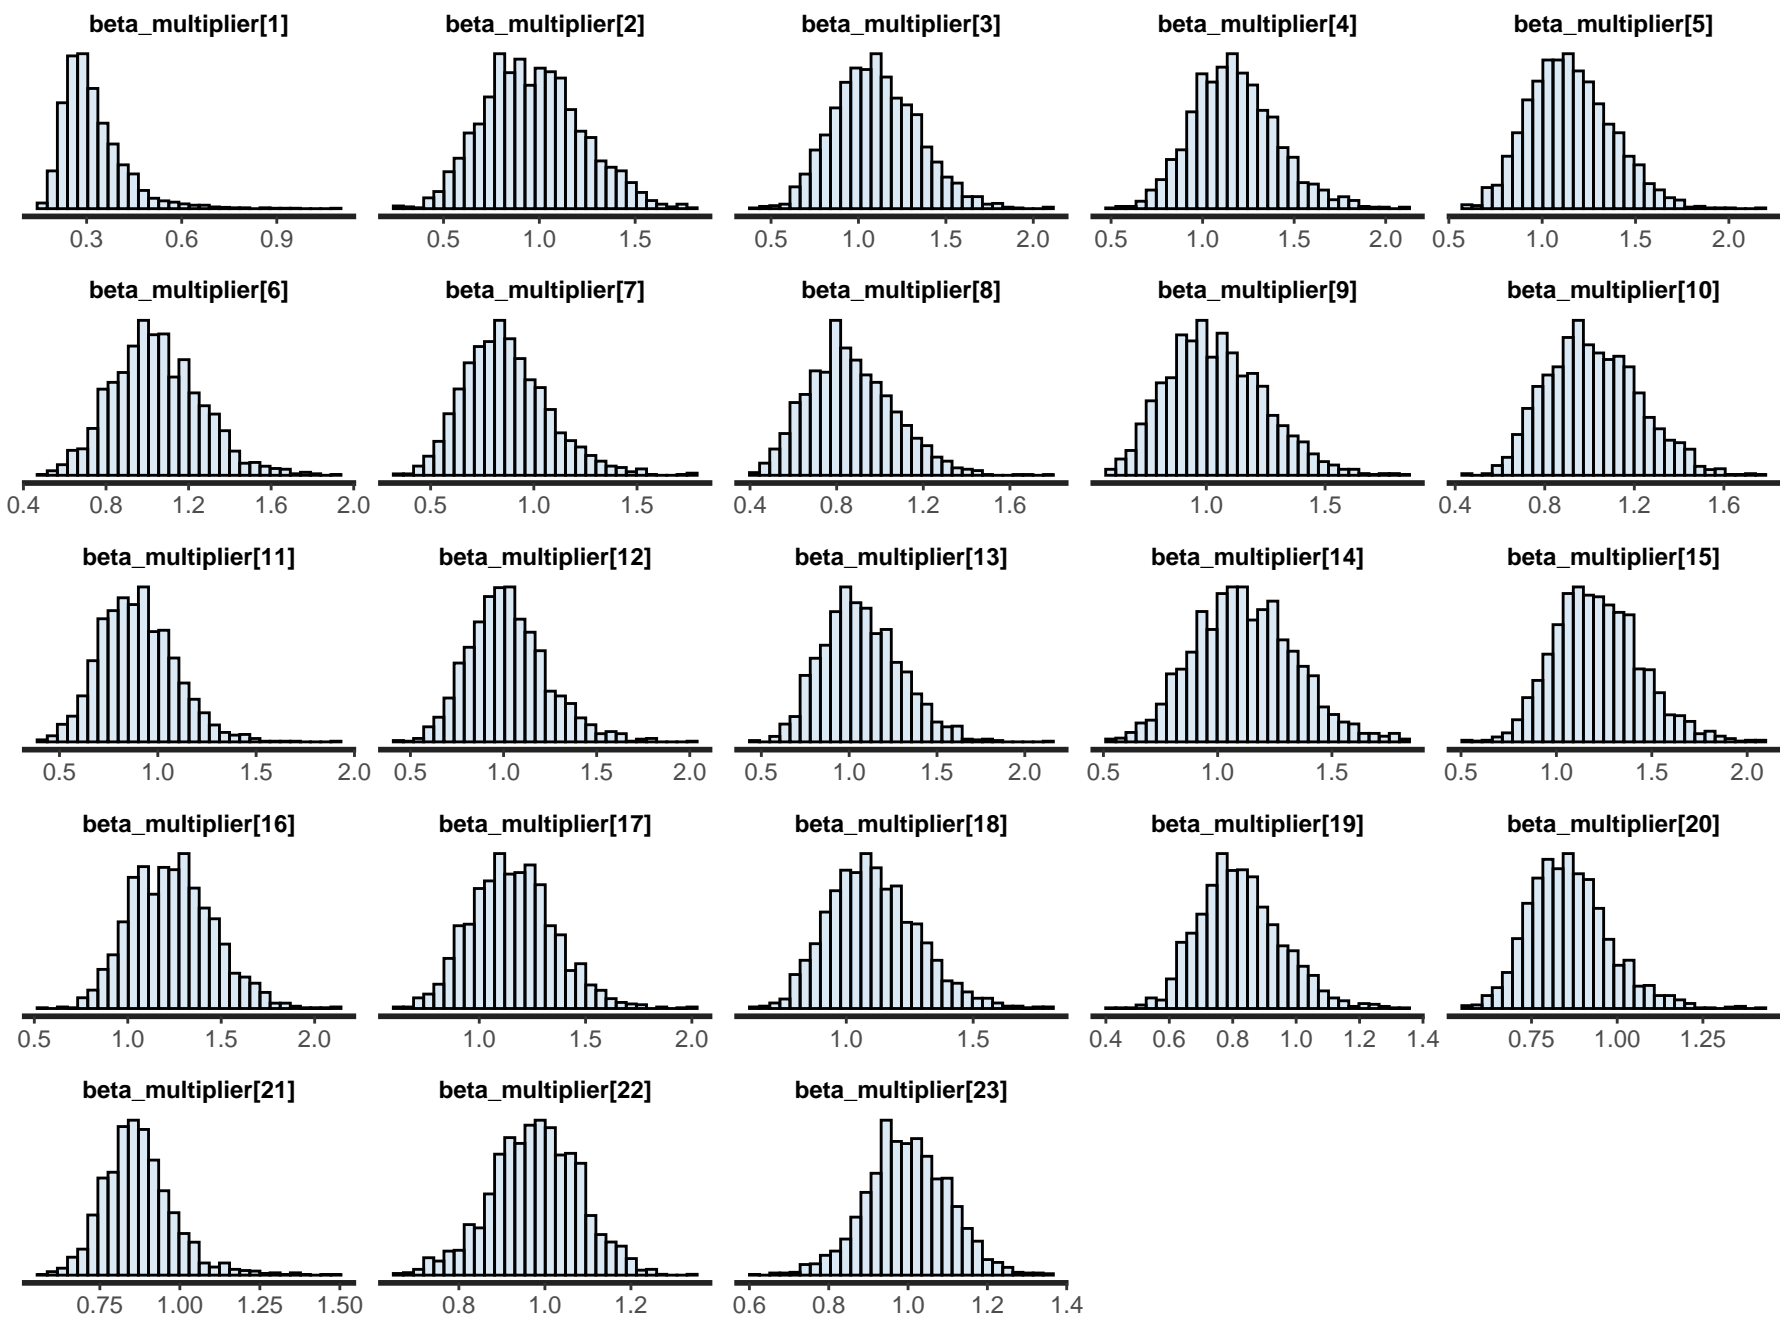 beta_multiplier[1] beta_multiplier[2] beta_multiplier[3] beta_multiplier[4] beta_multiplier[5]
0.3 0.6 0.9 0.5 1.0 1.5 0.5 1.0 1.5 2.0 0.5 1.0 1.5 2.0 0.5 1.0 1.5 2.0
beta_multiplier[6] beta_multiplier[7] beta_multiplier[8] beta_multiplier[9] beta_multiplier[10]
0.4 0.8 1.2 1.6 2.0 0.5 1.0 1.5 0.4 0.8 1.2 1.6 1.0 1.5 0.4 0.8 1.2 1.6
beta_multiplier[11] beta_multiplier[12] beta_multiplier[13] beta_multiplier[14] beta_multiplier[15]
0.5 1.0 1.5 2.0 0.5 1.0 1.5 2.0 0.5 1.0 1.5 2.0 0.5 1.0 1.5 0.5 1.0 1.5 2.0
beta_multiplier[16] beta_multiplier[17] beta_multiplier[18] beta_multiplier[19] beta_multiplier[20]
0.5 1.0 1.5 2.0 1.0 1.5 2.0 1.0 1.5 0.4 0.6 0.8 1.0 1.2 1.4 0.75 1.00 1.25
beta_multiplier[21] beta_multiplier[22] beta_multiplier[23]
0.75 1.00 1.25 1.50 0.8 1.0 1.2 0.6 0.8 1.0 1.2 1.4